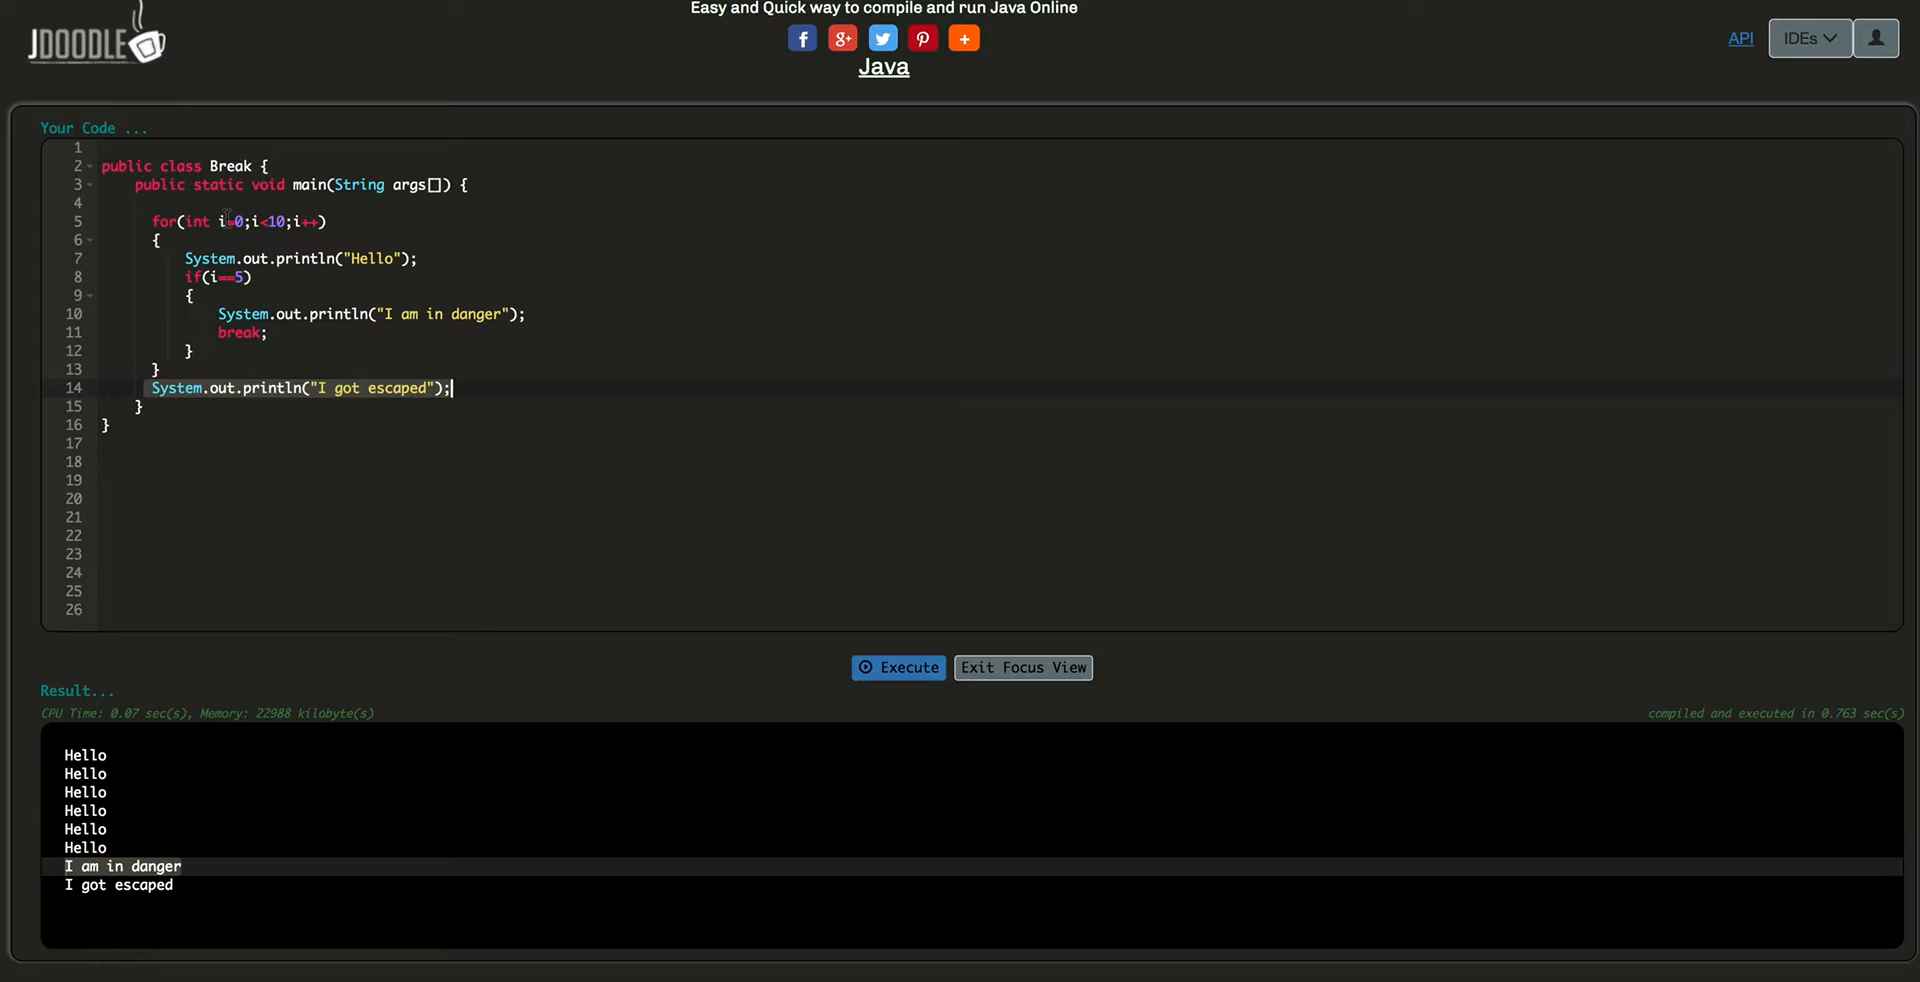 Easy and Quick way to compile and run Java Online
JDOODLE
f g+ +
API IDEs
Java
Your Code ...
1
2 public class Break {
3 public static void main(String args[]) {
4
5 for(int i=0;i<10;i++)
6 {
7 System.out.println("Hello");
8 if(i==5)
9 {
10 System.out.println("I am in danger");
11 break;
12 }
13 }
14 System.out.println("I got escaped");
15 }
16 }
17
18
19
20
21
22
23
24
25
26
Execute Exit Focus View
Result...
CPU Time: 0.07 sec(s), Memory: 22988 kilobyte(s) compiled and executed in 0.763 sec(s)
Hello
Hello
Hello
Hello
Hello
Hello
I am in danger
I got escaped